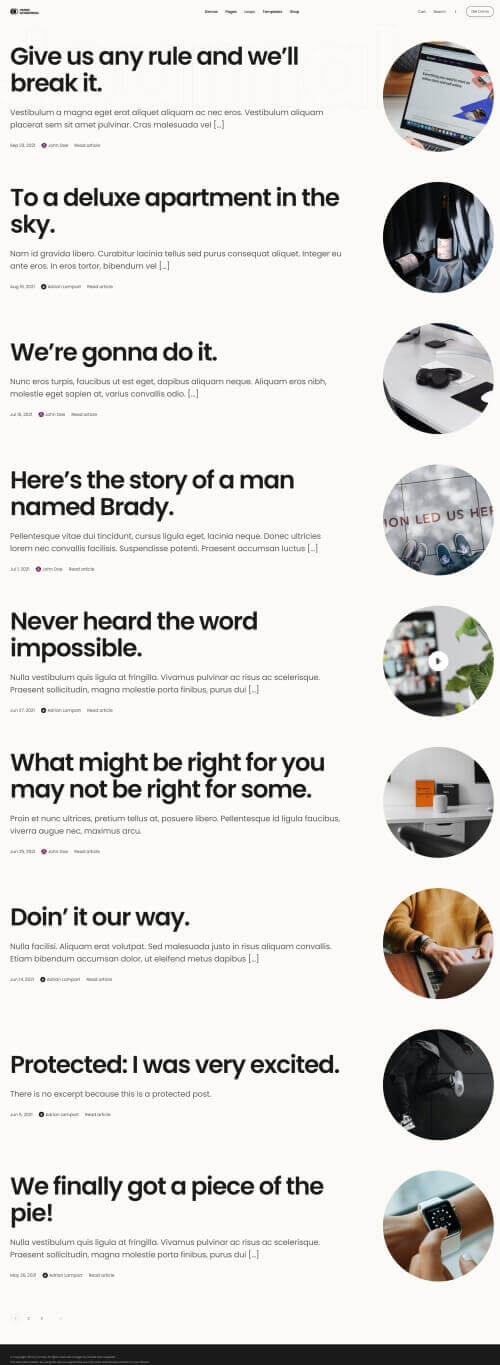 Demos Pages Loops Templates Shop
Cart Search
Give us any rule and we’ll
break it.
Vestibulum a magna eget erat aliquet aliquam ac nec eros. Vestibulum aliquam
placerat sem sit amet pulvinar. Cras malesuada vel [...]
Sep 23, 2021 John Doe Read article
To a deluxe apartment in the
sky.
Nam id gravida libero. Curabitur lacinia tellus sed purus consequat aliquet. Integer eu
ante eros. In eros tortor, bibendum vel [...]
Aug 16, 2021 Adrian Lamport Read article
We’re gonna do it.
Nunc eros turpis, faucibus ut est eget, dapibus aliquam neque. Aliquam eros nibh,
molestie eget sapien at, varius convallis odio. [...]
Jul 16, 2021 John Doe Read article
Here’s the story of a man
named Brady.
Pellentesque vitae dui tincidunt, cursus ligula eget, lacinia neque. Donec ultricies
lorem nec convallis facilisis. Suspendisse potenti. Praesent accumsan luctus [...]
ION LED US HER
Jul 1, 2021 John Doe Read article
Never heard the word
impossible.
Nulla vestibulum quis ligula at fringilla. Vivamus pulvinar ac risus ac scelerisque.
Praesent sollicitudin, magna molestie porta finibus, purus dui [...]
Jun 27, 2021 Adrian Lamport Read article
What might be right for you
may not be right for some.
Proin et nunc ultrices, pretium tellus at, posuere libero. Pellentesque id ligula faucibus,
viverra augue nec, maximus arcu.
Jun 25, 2021 John Doe Read article
Doin’ it our way.
Nulla facilisi. Aliquam erat volutpat. Sed malesuada justo in risus aliquam convallis.
Etiam bibendum accumsan dolor, ut eleifend metus dapibus [...]
Jun 14, 2021 Adrian Lamport Read article
Protected: I was very excited.
There is no excerpt because this is a protected post.
Jun 5, 2021 Adrian Lamport Read article
We finally got a piece of the
pie!
Nulla vestibulum quis ligula at fringilla. Vivamus pulvinar ac risus ac scelerisque.
Praesent sollicitudin, magna molestie porta finibus, purus dui [...]
May 26, 2021 Adrian Lamport Read article
1 2 3